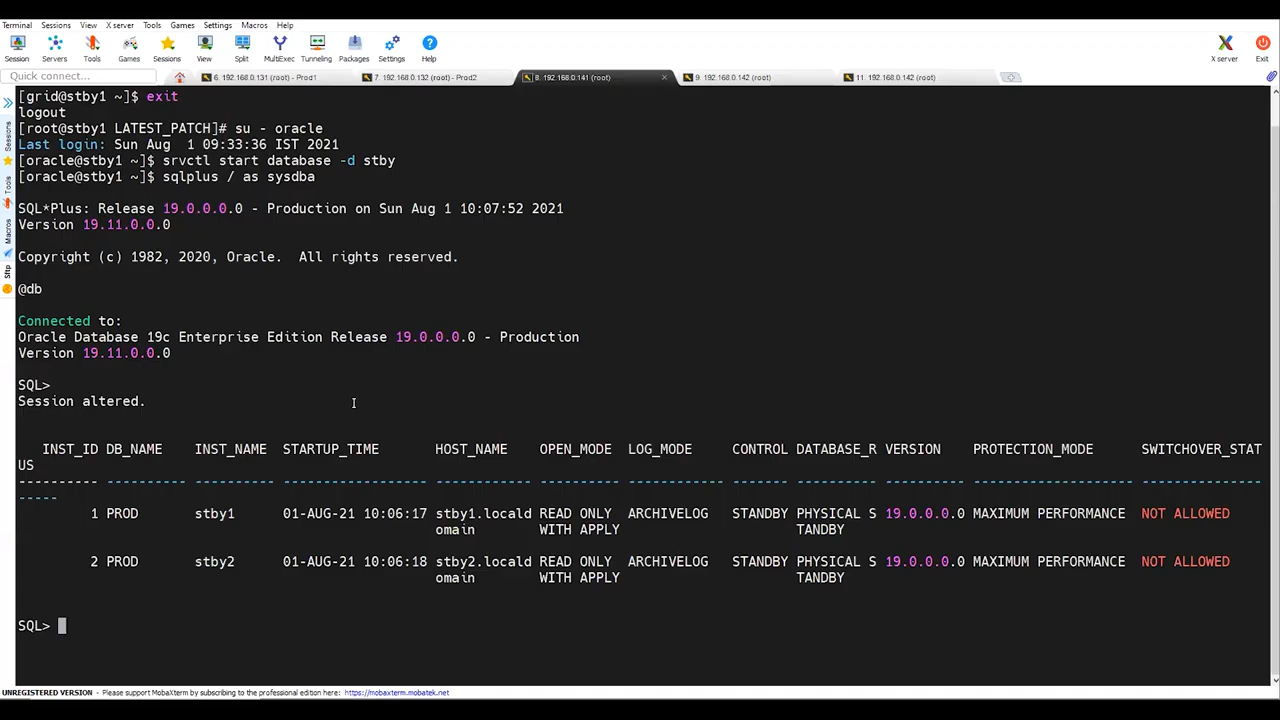 Terminal Sessions View X server Tools Games Settings Macros Help
Session Servers Tools Games Sessions View Split MultiExec Tunneling Packages Settings Help X server Exit
Quick connect... 6. 192.168.0.131 (root) - Prod1 7. 192.168.0.132 (root) - Prod2 8. 192.168.0.141 (root) 9. 192.168.0.142 (root) 11. 192.168.0.142 (root)
Sessions
Tools
Macros
Sftp
[grid@stby1 ~]$ exit
logout
[root@stby1 LATEST_PATCH]# su - oracle
Last login: Sun Aug  1 09:33:36 IST 2021
[oracle@stby1 ~]$ srvctl start database -d stby
[oracle@stby1 ~]$ sqlplus / as sysdba
SQL*Plus: Release 19.0.0.0.0 - Production on Sun Aug 1 10:07:52 2021
Version 19.11.0.0.0
Copyright (c) 1982, 2020, Oracle.  All rights reserved.
@db
Connected to:
Oracle Database 19c Enterprise Edition Release 19.0.0.0.0 - Production
Version 19.11.0.0.0
SQL>
Session altered.
INST_ID DB_NAME INST_NAME STARTUP_TIME HOST_NAME OPEN_MODE LOG_MODE CONTROL DATABASE_R VERSION PROTECTION_MODE SWITCHOVER_STAT
US
---------- ---------- ---------- ------------------ ------------ ---------- ------------ ------- ---------- ---------- -------------------- ---------------
-----
1 PROD stby1 01-AUG-21 10:06:17 stby1.locald READ ONLY ARCHIVELOG STANDBY PHYSICAL S 19.0.0.0.0 MAXIMUM PERFORMANCE NOT ALLOWED
omain WITH APPLY TANDBY
2 PROD stby2 01-AUG-21 10:06:18 stby2.locald READ ONLY ARCHIVELOG STANDBY PHYSICAL S 19.0.0.0.0 MAXIMUM PERFORMANCE NOT ALLOWED
omain WITH APPLY TANDBY
SQL>
UNREGISTERED VERSION - Please support MobaXterm by subscribing to the professional edition here: https://mobaxterm.mobatek.net